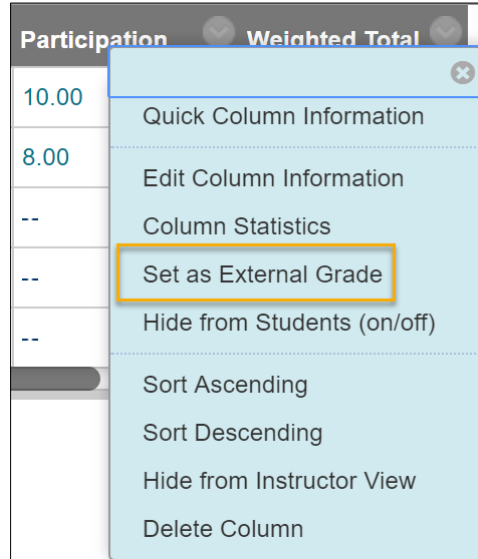 Participation Weighted Total
10.00
8.00
--
--
--
Quick Column Information
Edit Column Information
Column Statistics
Set as External Grade
Hide from Students (on/off)
Sort Ascending
Sort Descending
Hide from Instructor View
Delete Column